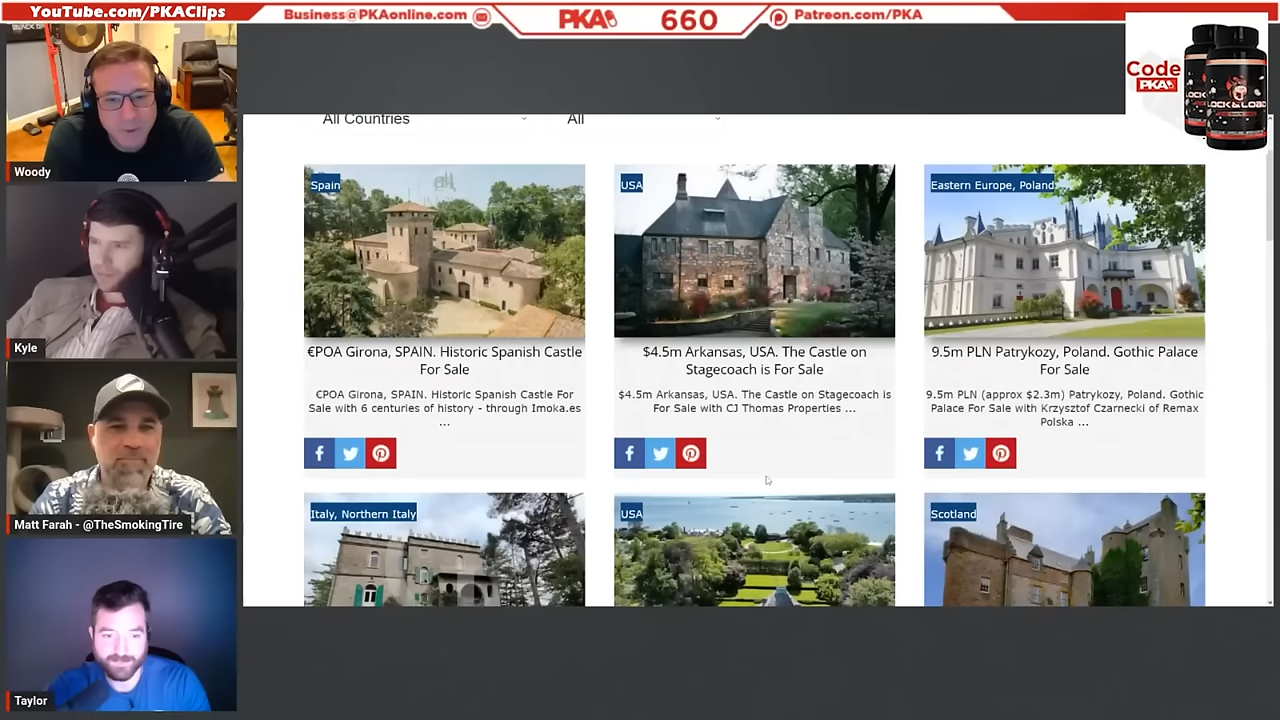 YouTube.com/PKAClips
Business@PKAonline.com
PKA
660
Patreon.com/PKA
Code
PKA
LOCK&LOAD
Woody
Kyle
Matt Farah - @TheSmokingTire
Taylor
All Countries
All
Spain
USA
Eastern Europe, Poland
€POA Girona, SPAIN. Historic Spanish Castle
For Sale
€POA Girona, SPAIN. Historic Spanish Castle For
Sale with 6 centuries of history - through Imoka.es
...
$4.5m Arkansas, USA. The Castle on
Stagecoach is For Sale
$4.5m Arkansas, USA. The Castle on Stagecoach is
For Sale with CJ Thomas Properties ...
9.5m PLN Patrykozy, Poland. Gothic Palace
For Sale
9.5m PLN (approx $2.3m) Patrykozy, Poland. Gothic
Palace For Sale with Krzysztof Czarnecki of Remax
Polska ...
Italy, Northern Italy
USA
Scotland